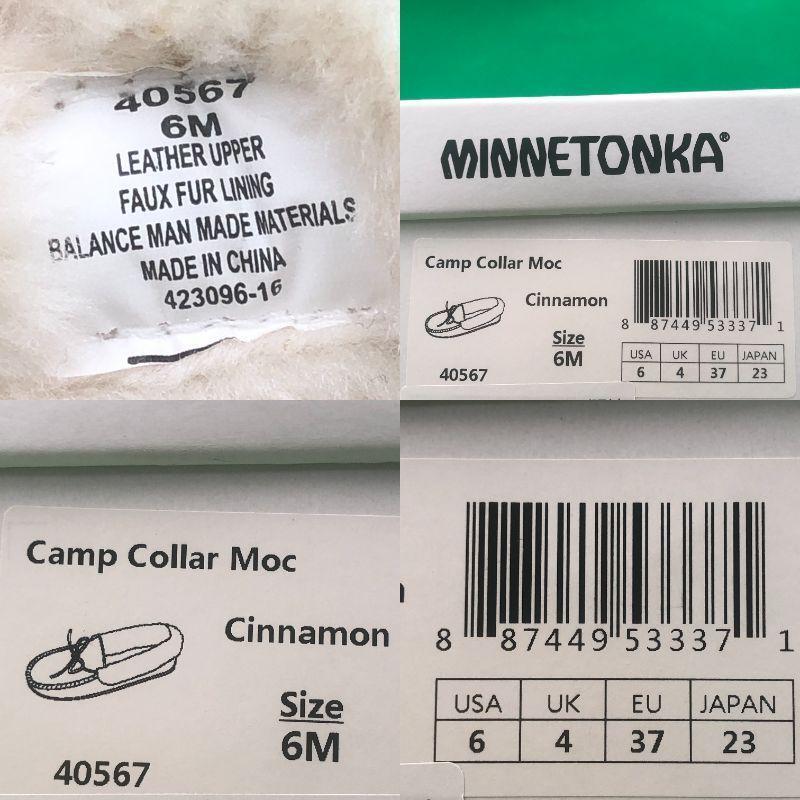 40567
6M
LEATHER UPPER
FAUX FUR LINING
BALANCE MAN MADE MATERIALS
MADE IN CHINA
423096-16
MINNETONKA®
Camp Collar Moc
Cinnamon
Size
6M
40567
8 87449 53337 1
USA UK EU JAPAN
6 4 37 23
Camp Collar Moc
Cinnamon
Size
6M
40567
8 87449 53337 1
USA UK EU JAPAN
6 4 37 23